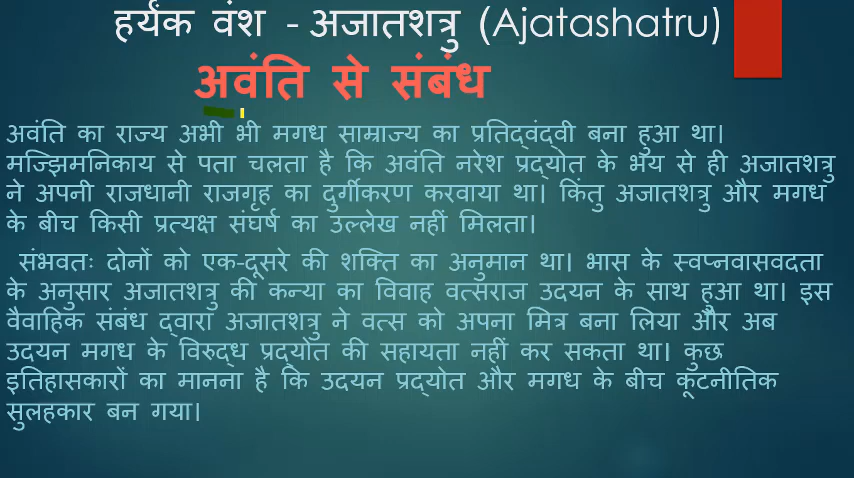 हर्यंक वंश - अजातशत्रु (Ajatashatru)
अवंति से संबंध
अवंति का राज्य अभी भी मगध साम्राज्य का प्रतिद्वंद्वी बना हुआ था।
मज्झिमनिकाय से पता चलता है कि अवंति नरेश प्रद्योत के भय से ही अजातशत्रु
ने अपनी राजधानी राजगृह का दुर्गीकरण करवाया था। किंतु अजातशत्रु और मगध
के बीच किसी प्रत्यक्ष संघर्ष का उल्लेख नहीं मिलता।
संभवतः दोनों को एक-दूसरे की शक्ति का अनुमान था। भास के स्वप्नवासवदता
के अनुसार अजातशत्रु की कन्या का विवाह वत्सराज उदयन के साथ हुआ था। इस
वैवाहिक संबंध द्वारा अजातशत्रु ने वत्स को अपना मित्र बना लिया और अब
उदयन मगध के विरुद्ध प्रद्योत की सहायता नहीं कर सकता था। कुछ
इतिहासकारों का मानना है कि उदयन प्रद्योत और मगध के बीच कूटनीतिक
सुलहकार बन गया।